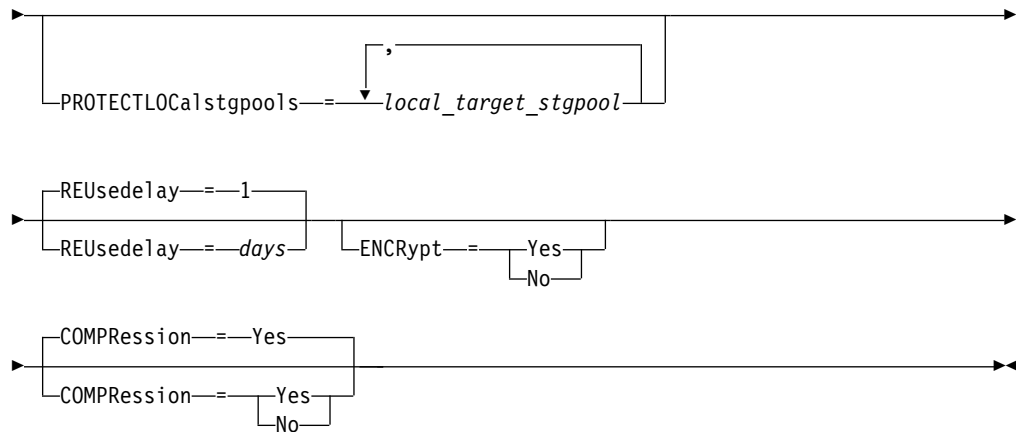 ,
PROTECTLOCalstgpools = local_target_stgpool
REUsedelay = 1
REUsedelay = days
ENCRypt = Yes
No
COMPRession = Yes
COMPRession = Yes
No